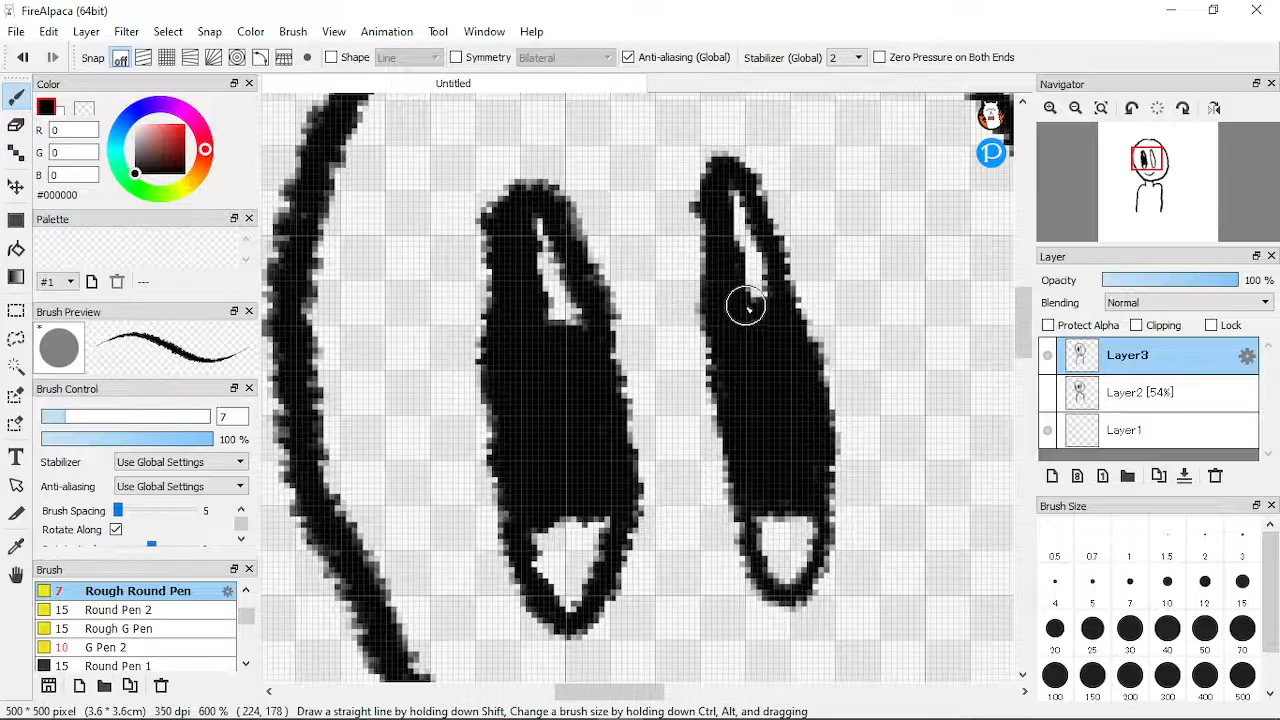 FireAlpaca (64bit)
File Edit Layer Filter Select Snap Color Brush View Animation Tool Window Help
Snap off Shape Line Symmetry Bilateral Anti-aliasing (Global) Stabilizer (Global) 2 Zero Pressure on Both Ends
Color
Untitled
Navigator
R 0
G 0
0
#000000
Palette
#1 ---
Brush Preview
*
Brush Control
7
100 %
Stabilizer Use Global Settings
Anti-aliasing Use Global Settings
Brush Spacing 5
Rotate Along
Brush
7 Rough Round Pen
15 Round Pen 2
15 Rough G Pen
10 Pen 2
15 Round Pen 1
Layer
Opacity 100 %
Blending Normal
Protect Alpha Clipping Lock
Layer3
Layer2
Layer1
Brush Size
0.5 0.7 1 1.5 2 3
5 7 10 12 15 20
30
100 150 200 300 400 500
500 * 500 pixel (3.6 * 3.6cm) 350 dpi 600 % ( 224, 178 ) Draw a straight line by holding down Shift, Change a brush size by holding down Ctrl, Alt, and dragging